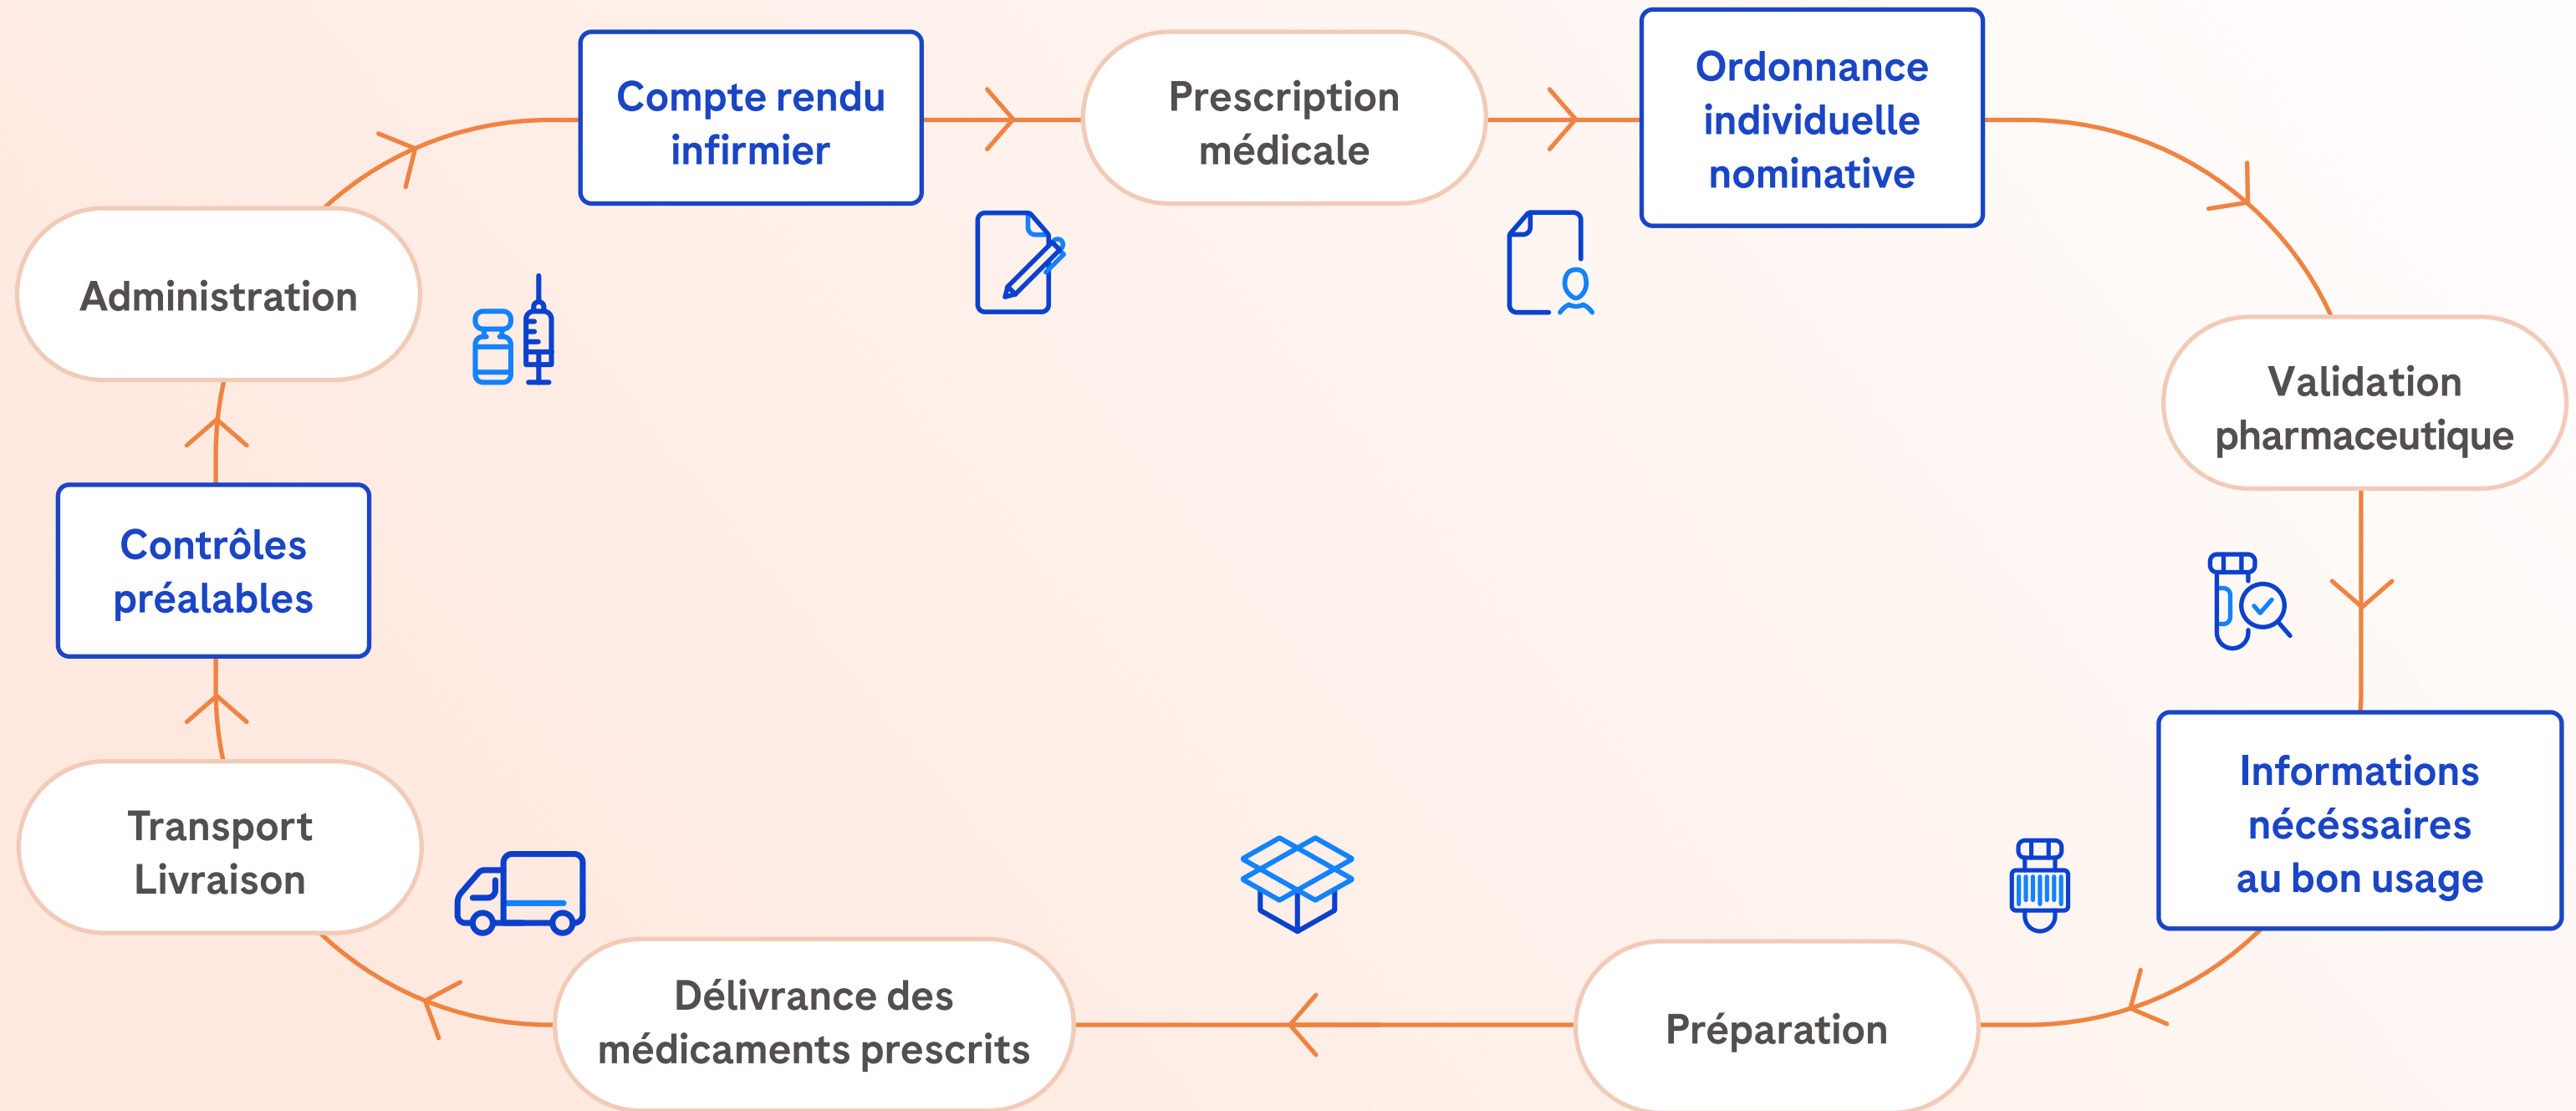 Compte rendu
infirmier
Prescription
médicale
Ordonnance
individuelle
nominative
Validation
pharmaceutique
Informations
nécéssaires
au bon usage
Préparation
Délivrance des
médicaments prescrits
Transport
Livraison
Contrôles
préalables
Administration